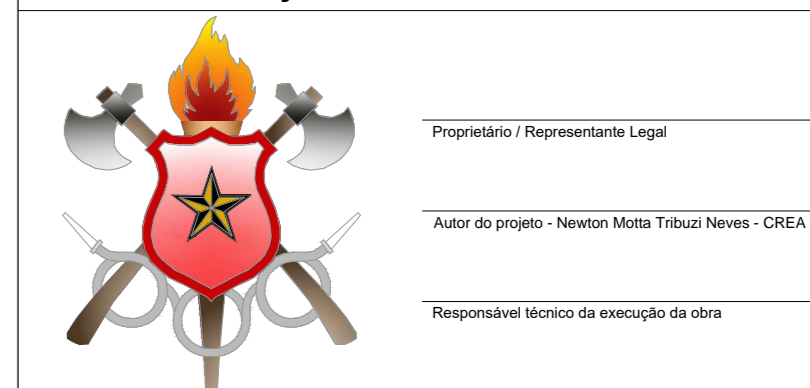 Proprietário / Representante Legal
Autor do projeto - Newton Motta Tribuzi Neves - CREA
Responsável técnico da execução da obra